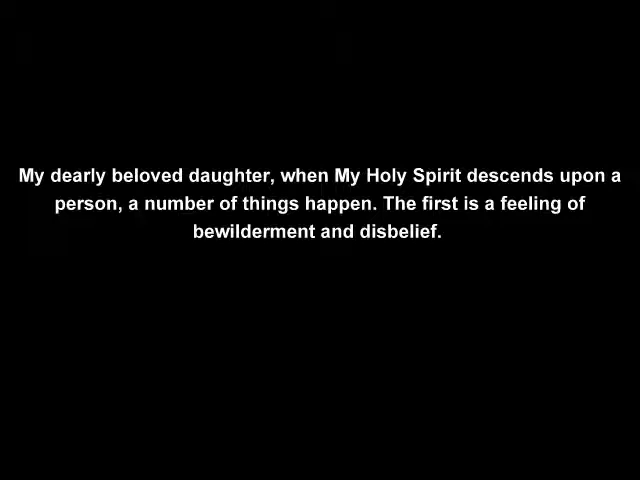 My dearly beloved daughter, when My Holy Spirit descends upon a
person, a number of things happen. The first is a feeling of
bewilderment and disbelief.